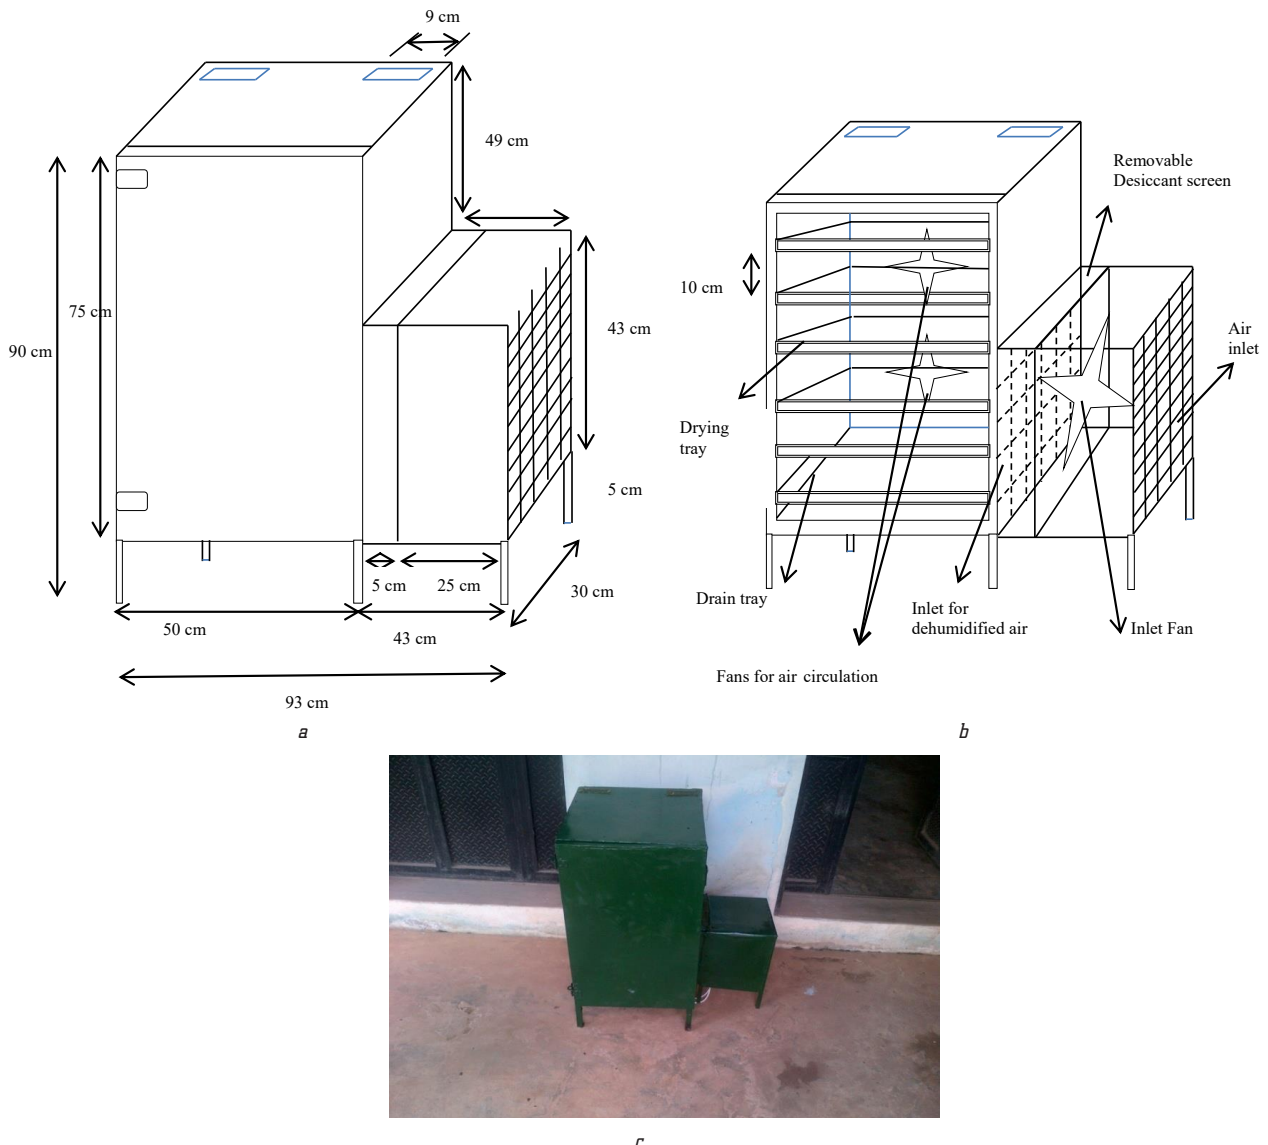 9 cm
49 cm
75 cm
90 cm
43 cm
5 cm
5 cm
25 cm
30 cm
50 cm
43 cm
93 cm
a
Removable
Desiccant screen
10 cm
Air
inlet
Drying
tray
Drain tray
Inlet for
dehumidified air
Inlet Fan
Fans for air circulation
b
c